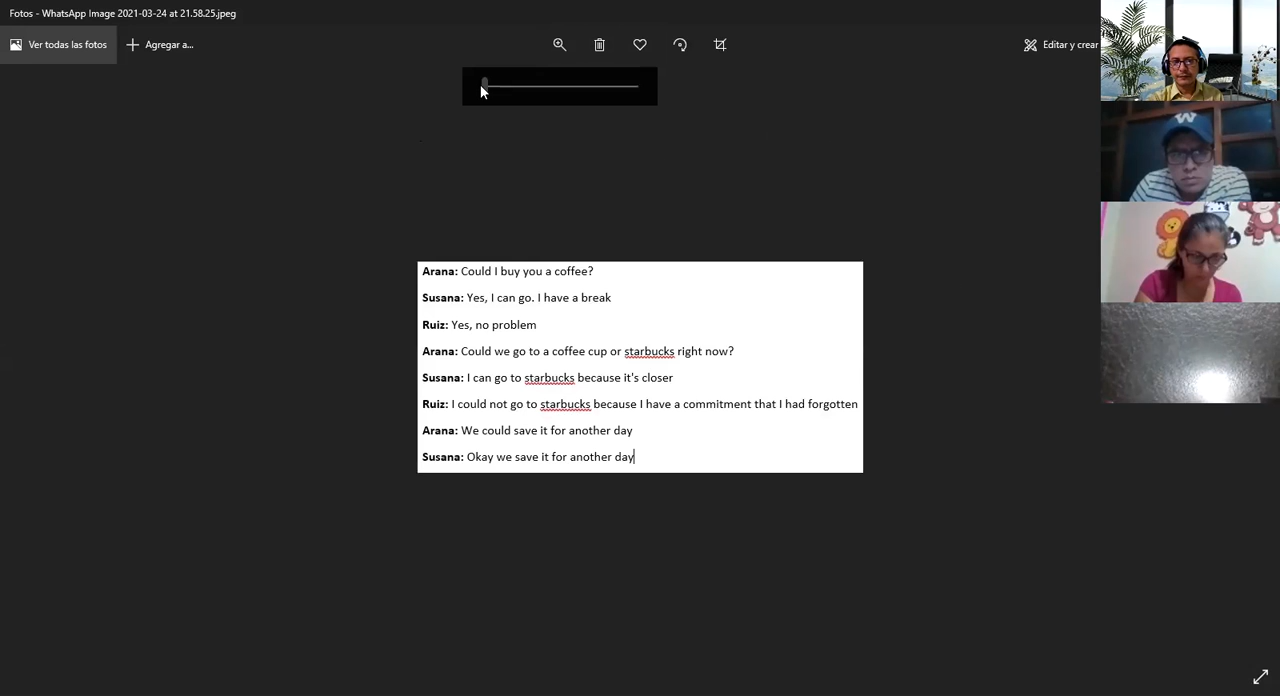 Fotos - WhatsApp Image 2021-03-24 at 21.58.25.jpeg
Ver todas las fotos
Agregar a...
Editar y crear
W
Arana: Could I buy you a coffee?
Susana: Yes, I can go. I have a break
Ruiz: Yes, no problem
Arana: Could we go to a coffee cup or starbucks right now?
Susana: I can go to starbucks because it's closer
Ruiz: I could not go to starbucks because I have a commitment that I had forgotten
Arana: We could save it for another day
Susana: Okay we save it for another day